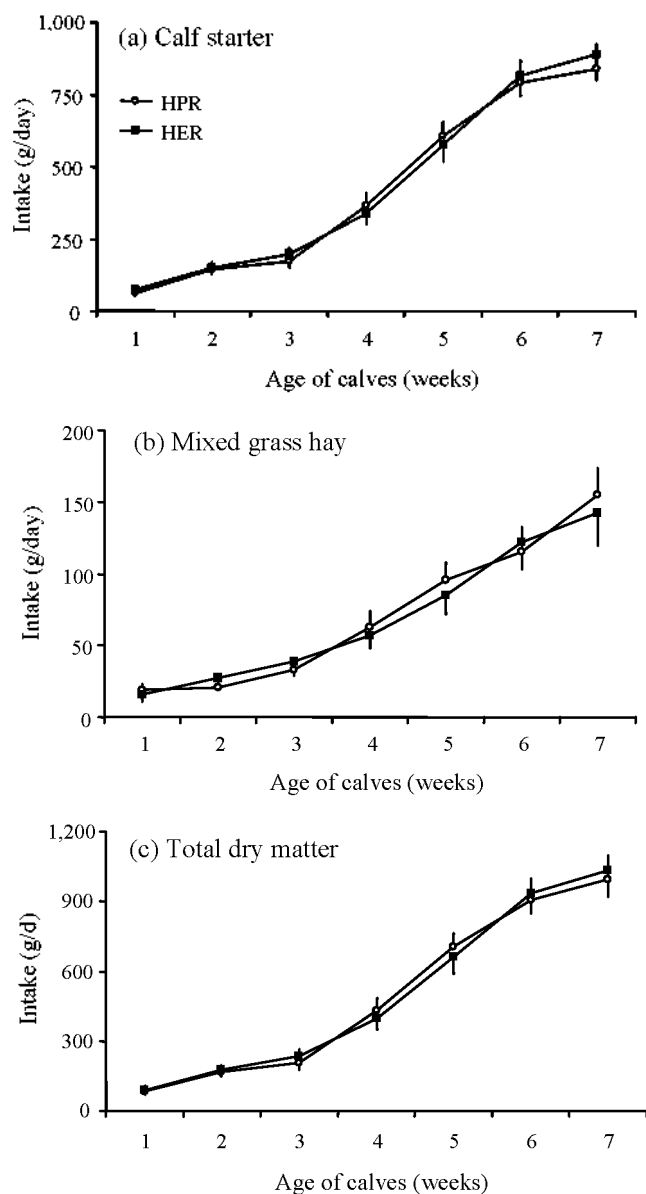 (a) Calf starter
HPR
HER
1,000
750
500
250
0
Intake (g/day)
1 2 3 4 5 6 7
Age of calves (weeks)
(b) Mixed grass hay
200
150
100
50
0
Intake (g/day)
1 2 3 4 5 6 7
Age of calves (weeks)
(c) Total dry matter
1,200
900
600
300
0
Intake (g/d)
1 2 3 4 5 6 7
Age of calves (weeks)